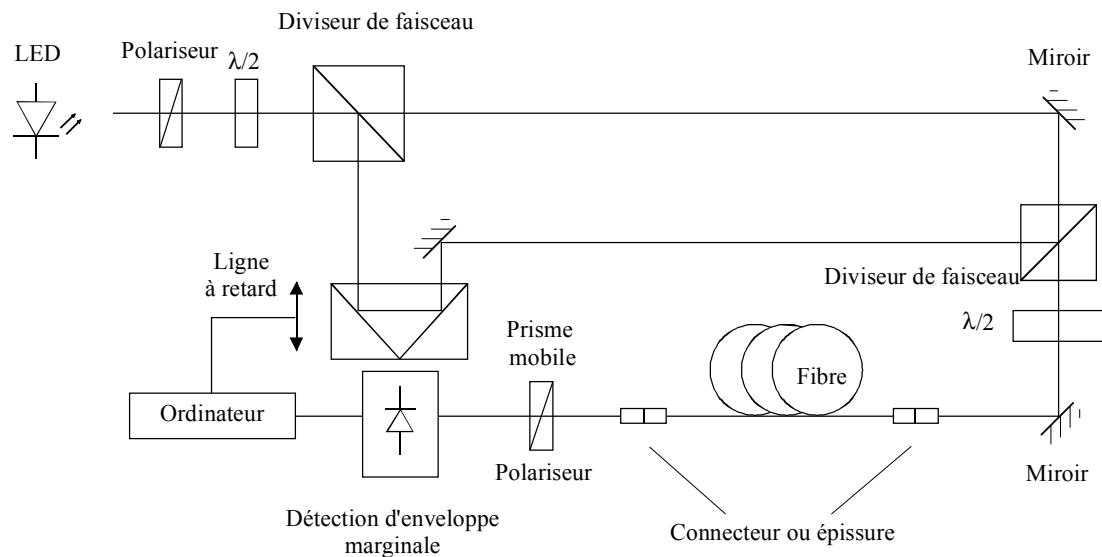 Diviseur de faisceau
LED
Polariseur
λ/2
Miroir
Ligne
à retard
Diviseur de faisceau
Prisme
mobile
λ/2
Fibre
Ordinateur
Polariseur
Miroir
Détection d'enveloppe
marginale
Connecteur ou épissure